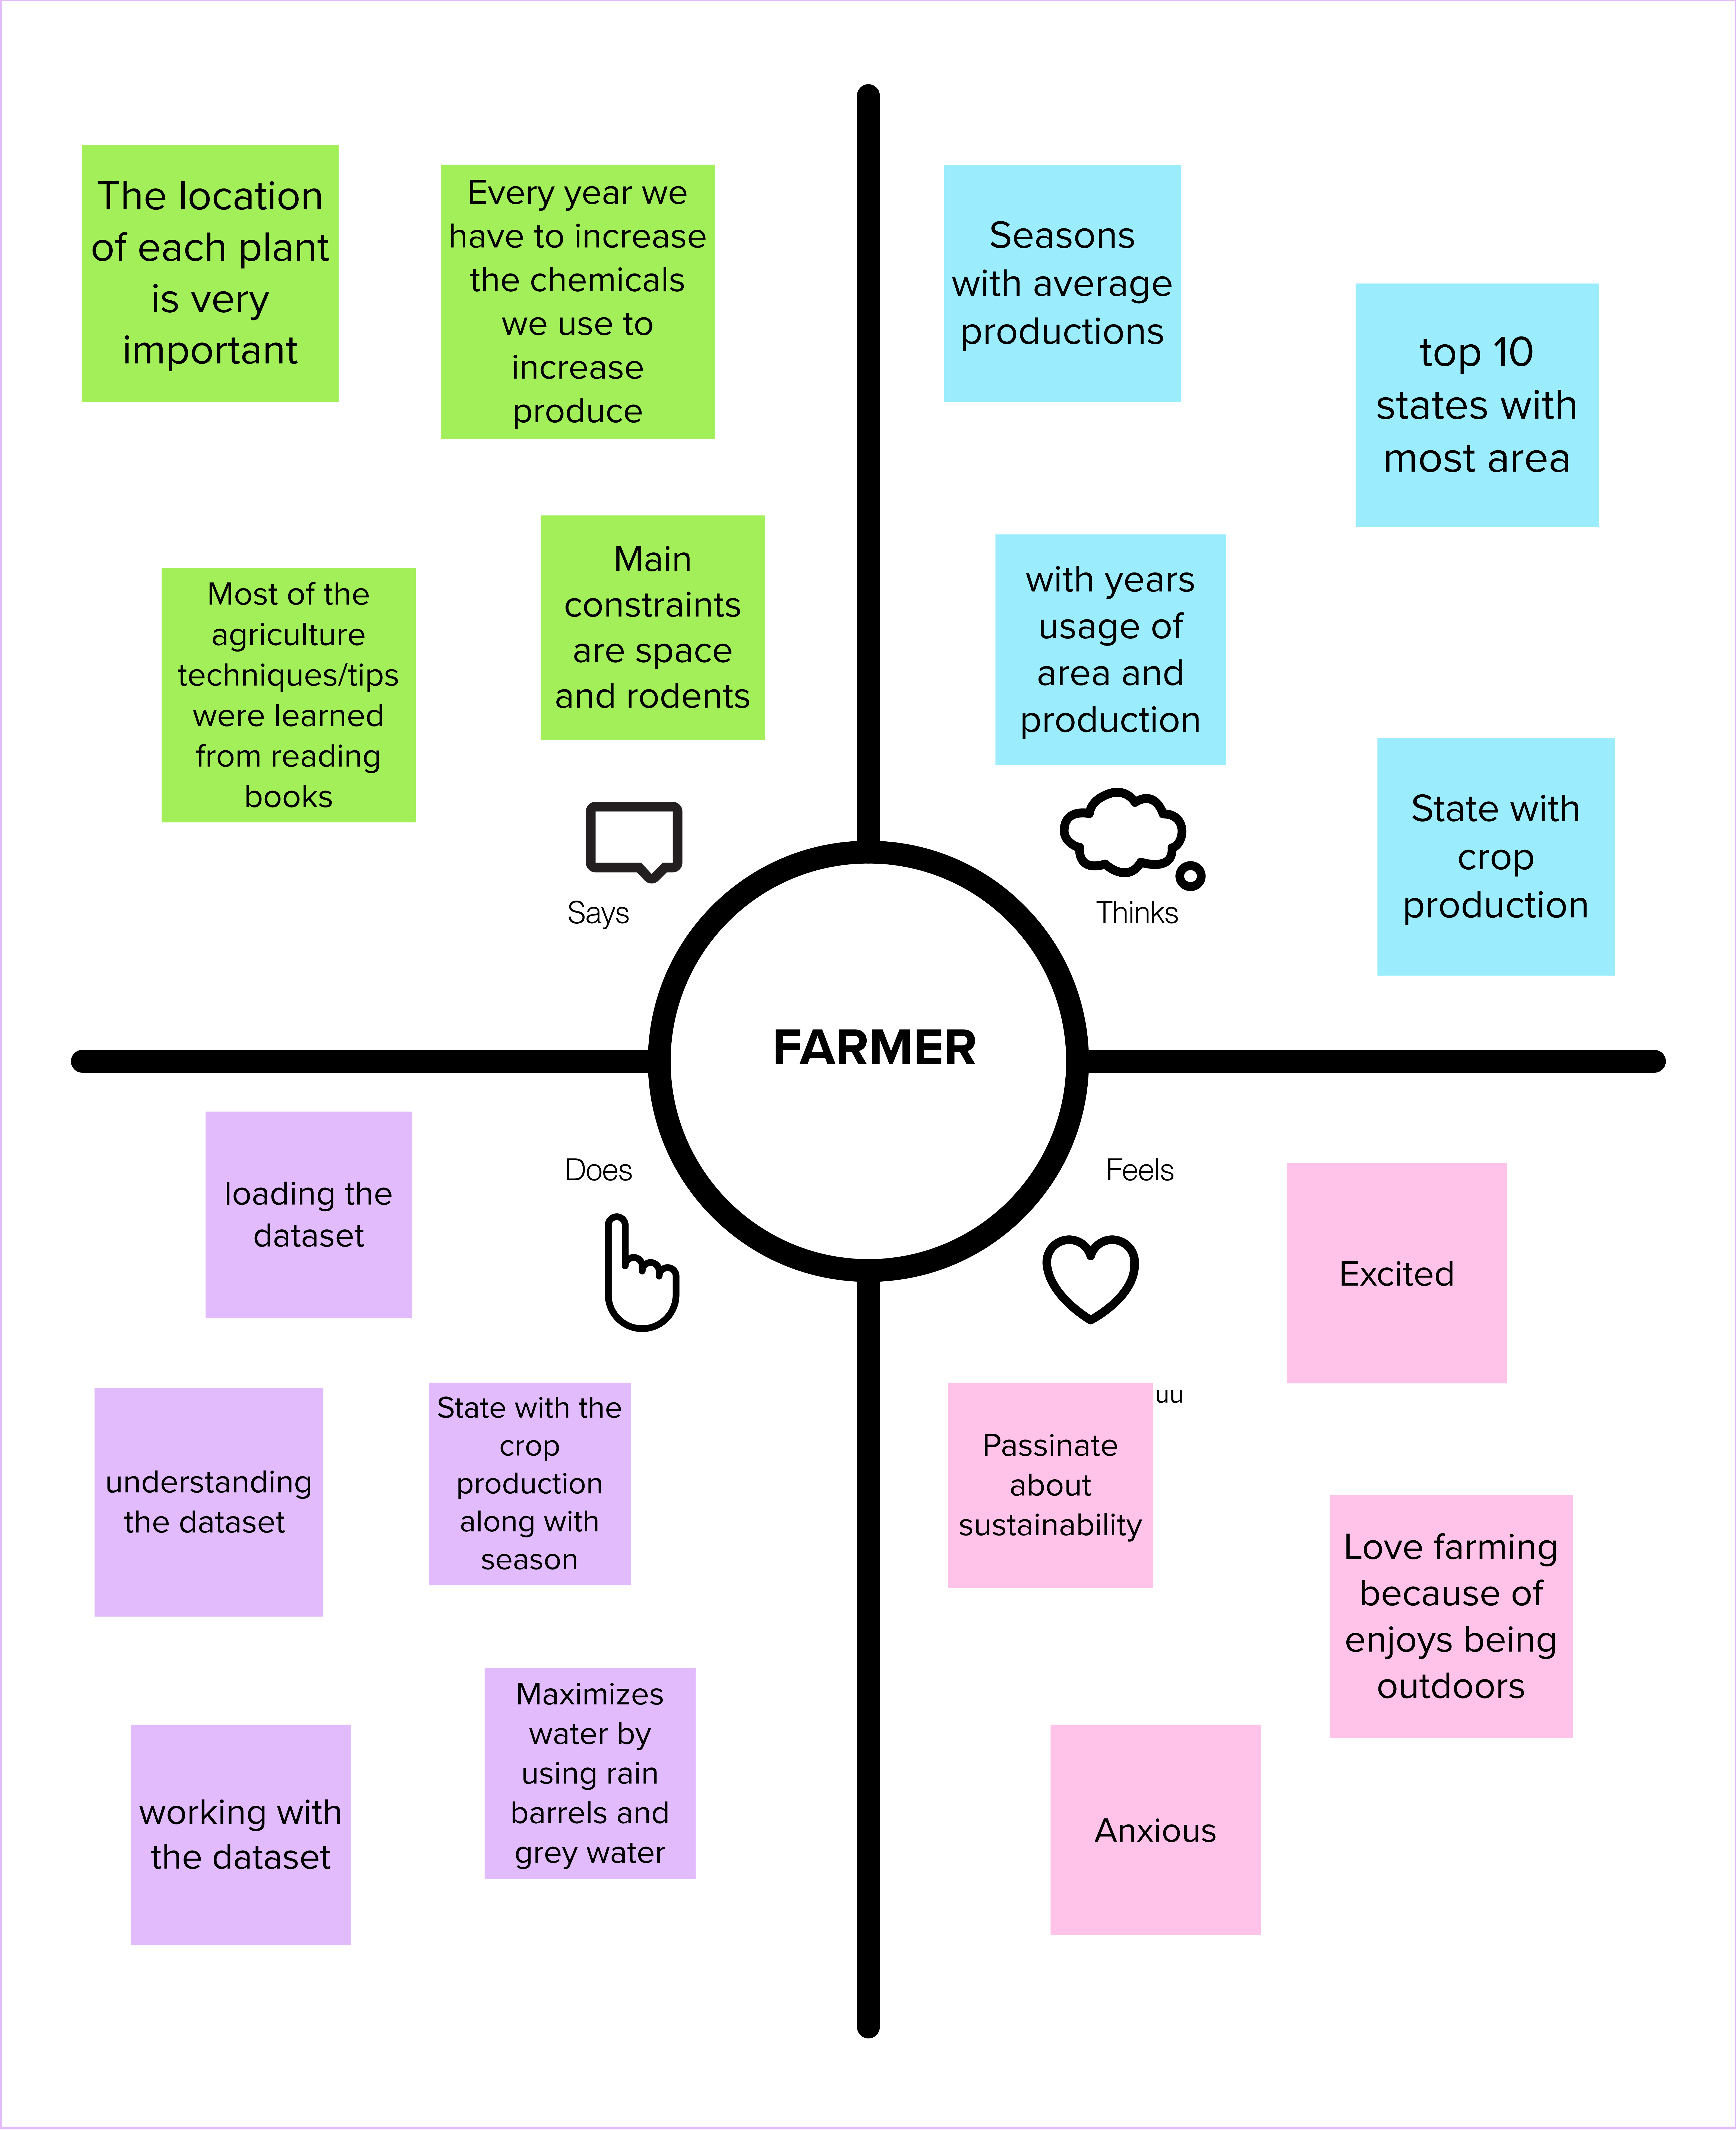 The location
of each plant
is very
important
Every year we
have to increase
the chemicals
we use to
increase
produce
Most of the
agriculture
techniques/tips
were learned
from reading
books
Main
constraints
are space
and rodents
Says
Seasons
with average
productions
top 10
states with
most area
with years
usage of
area and
production
State with
crop
production
Thinks
FARMER
Does
loading the
dataset
understanding
the dataset
State with the
crop
production
along with
season
working with
the dataset
Maximizes
water by
using rain
barrels and
grey water
Feels
Excited
uu
Passinate
about
sustainability
Love farming
because of
enjoys being
outdoors
Anxious